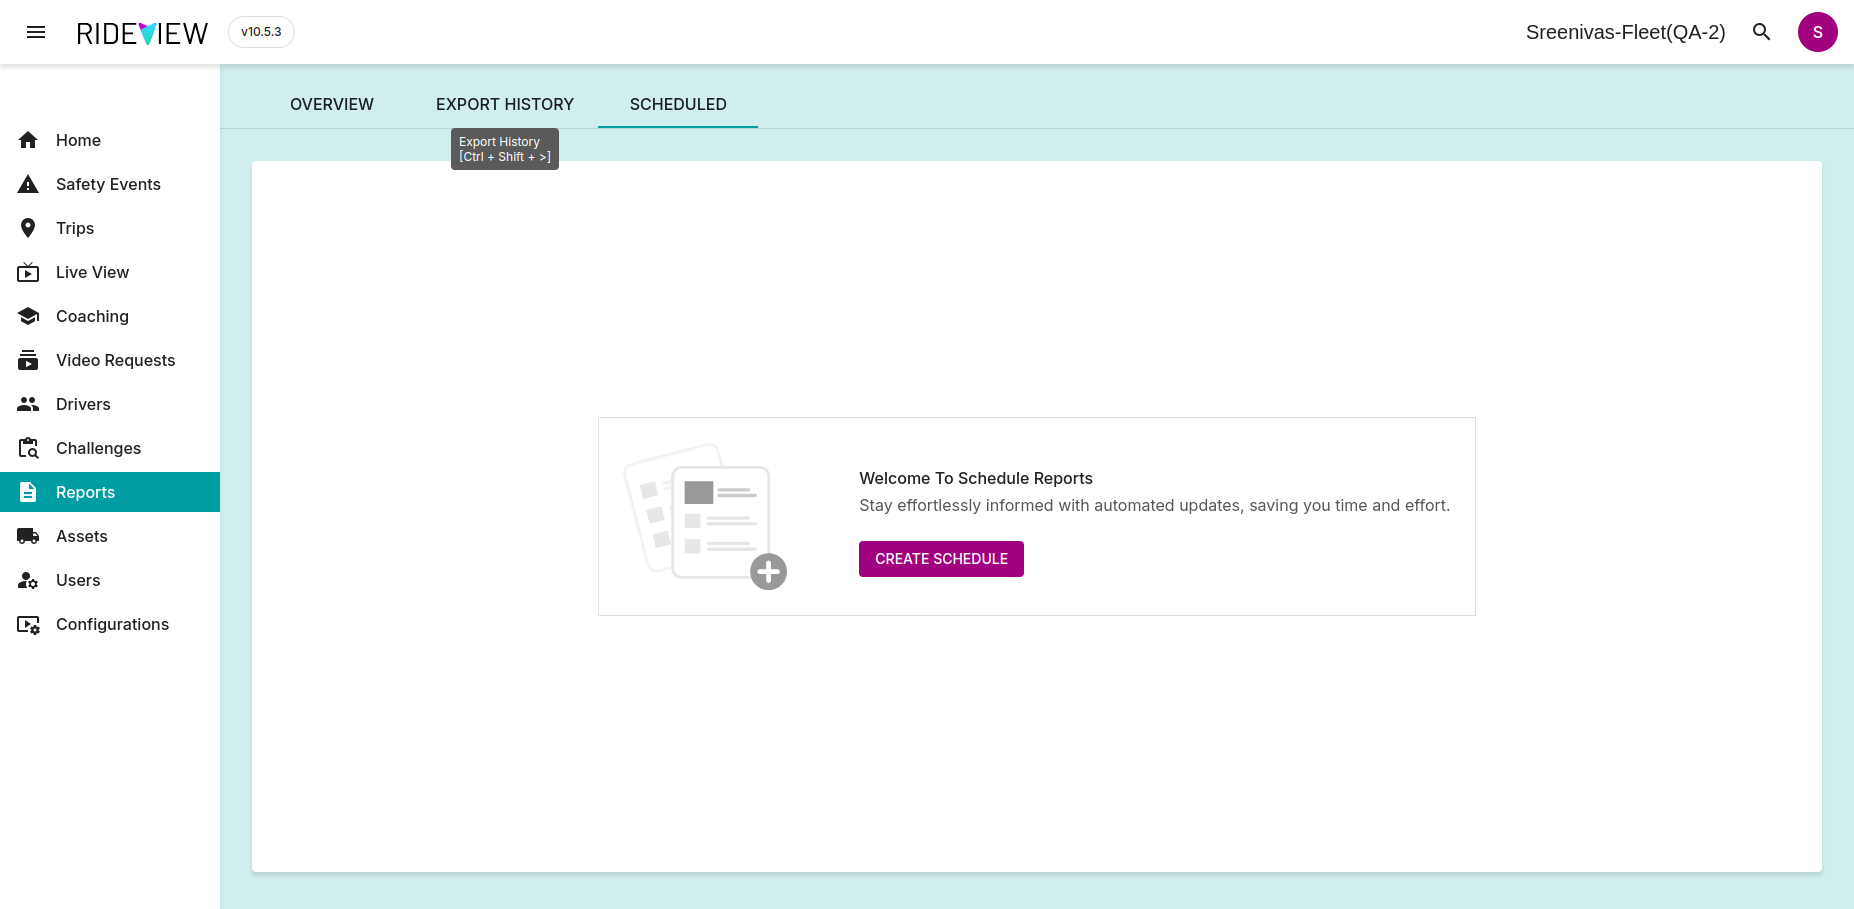 RIDEVIEW
v10.5.3
Sreenivas-Fleet(QA-2)
S
OVERVIEW
EXPORT HISTORY
SCHEDULED
Export History
[Ctrl + Shift + >]
Home
Safety Events
Trips
Live View
Coaching
Video Requests
Drivers
Challenges
Reports
Assets
Users
Configurations
Welcome To Schedule Reports
Stay effortlessly informed with automated updates, saving you time and effort.
CREATE SCHEDULE